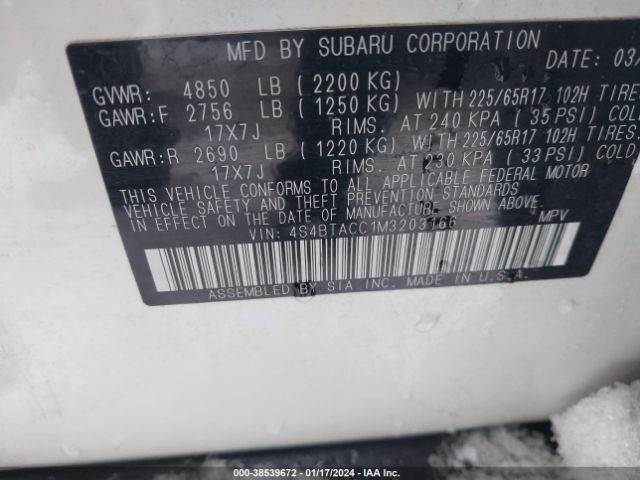 MFD BY SUBARU CORPORATION DATE: 03/
GVWR: 4850 LB (2200 KG)
GAWR:F 2756 LB (1250 KG) WITH 225/65R17 102H TIRES
17X7J RIMS. AT 240 KPA ( 35 PSI) COLD
GAWR:R 2690 LB (1220 KG) WITH 225/65R17 102H TIRES
17X7J RIMS. AT 230 KPA ( 33 PSI) COLD
THIS VEHICLE CONFORMS TO ALL APPLICABLE FEDERAL MOTOR
VEHICLE SAFETY AND THEFT PREVENTION STANDARDS
IN EFFECT ON THE DATE OF MANUFACTURE SHOWN ABOVE.
VIN: MPV
ASSEMBLED BY SIA INC. MADE IN U.S.A.
000-38539672 | 01/17/2024 | IAA Inc.